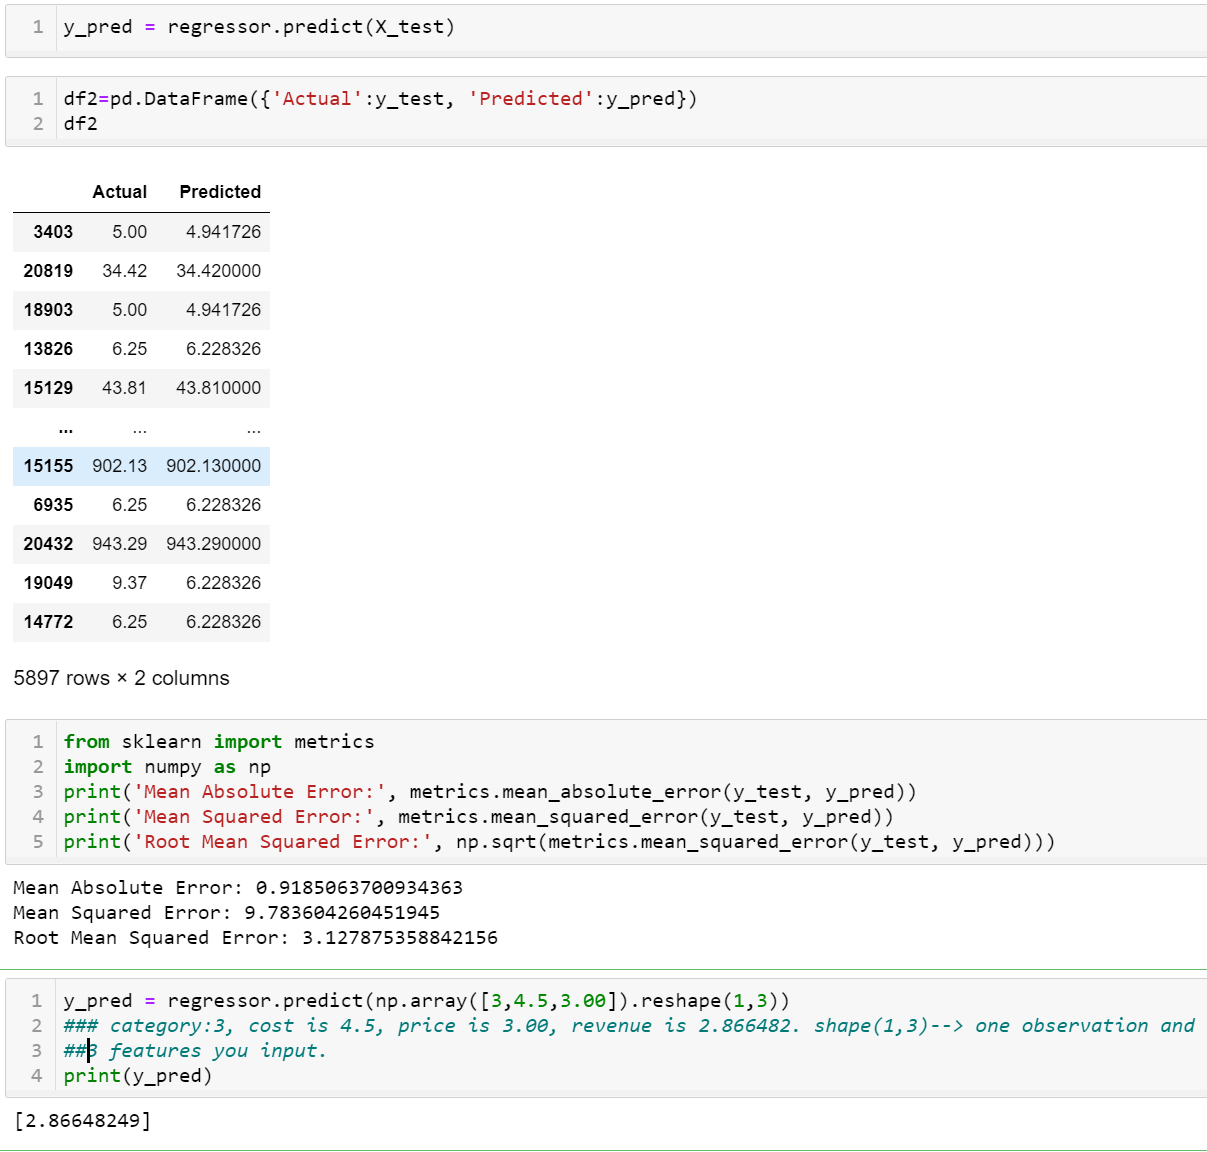 1 y_pred = regressor.predict(X_test)
1 df2=pd.DataFrame({'Actual':y_test, 'Predicted':y_pred})
2 df2
Actual Predicted
3403 5.00 4.941726
20819 34.42 34.420000
18903 5.00 4.941726
13826 6.25 6.228326
15129 43.81 43.810000
... ... ...
15155 902.13 902.130000
6935 6.25 6.228326
20432 943.29 943.290000
19049 9.37 6.228326
14772 6.25 6.228326
5897 rows × 2 columns
1 from sklearn import metrics
2 import numpy as np
3 print('Mean Absolute Error:', metrics.mean_absolute_error(y_test, y_pred))
4 print('Mean Squared Error:', metrics.mean_squared_error(y_test, y_pred))
5 print('Root Mean Squared Error:', np.sqrt(metrics.mean_squared_error(y_test, y_pred)))
Mean Absolute Error: 0.9185063700934363
Mean Squared Error: 9.783604260451945
Root Mean Squared Error: 3.127875358842156
1 y_pred = regressor.predict(np.array([3,4.5,3.00]).reshape(1,3))
2 ### category:3, cost is 4.5, price is 3.00, revenue is 2.866482. shape(1,3)--> one observation and
3 ##3 features you input.
4 print(y_pred)
[2.86648249]